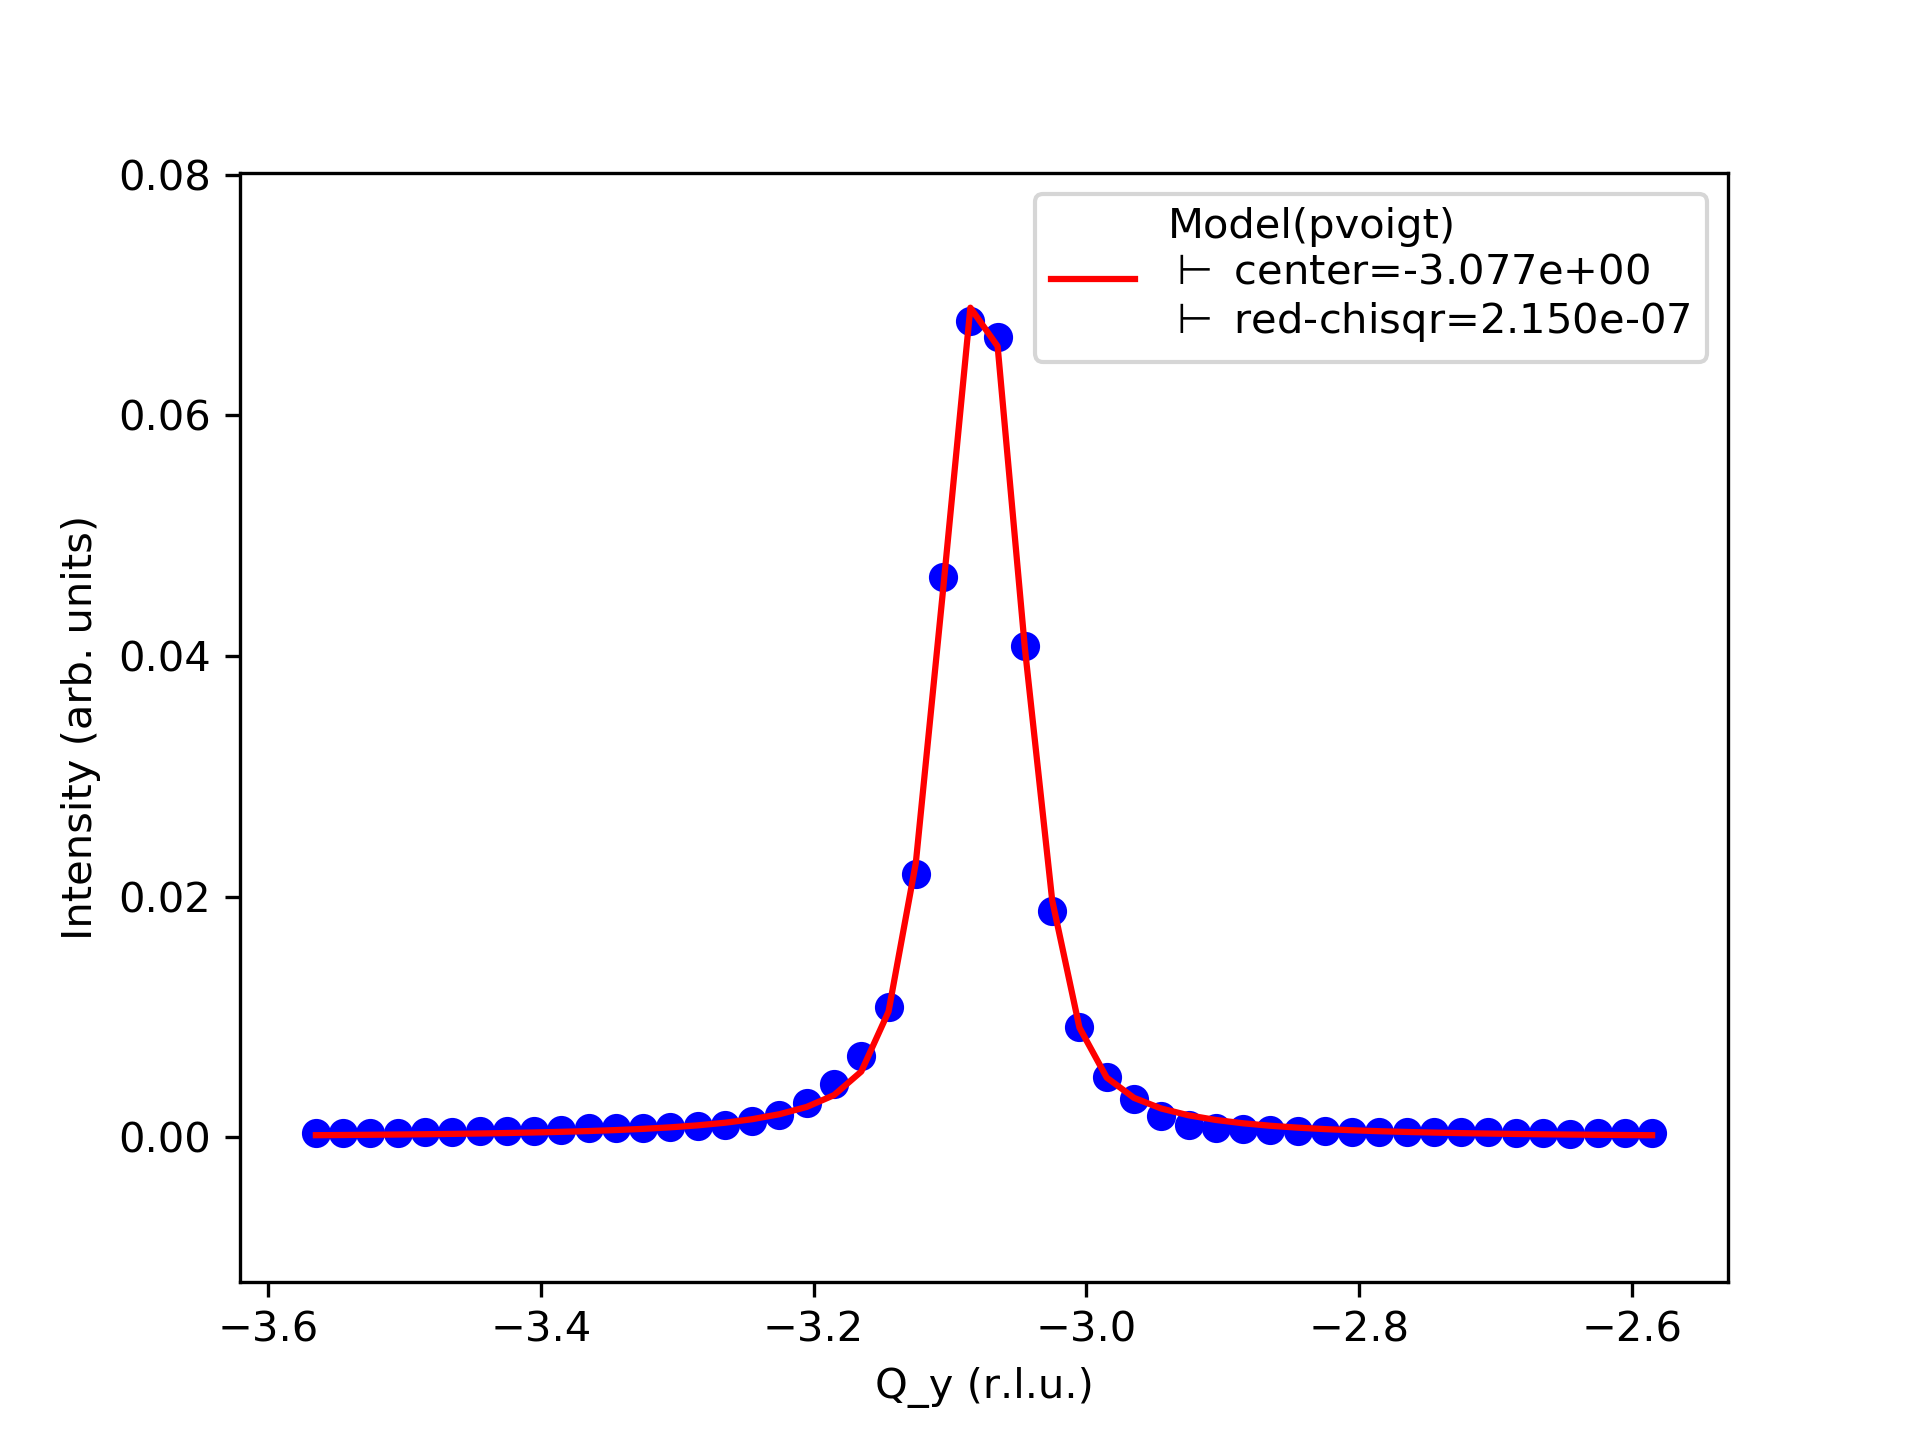 0.08
0.06
0.04
0.02
0.00
Intensity (arb. units)
Model(pvoigt)
⊢ center=-3.077e+00
⊢ red-chisqr=2.150e-07
−3.6 −3.4 −3.2 −3.0 −2.8 −2.6
Q_y (r.l.u.)